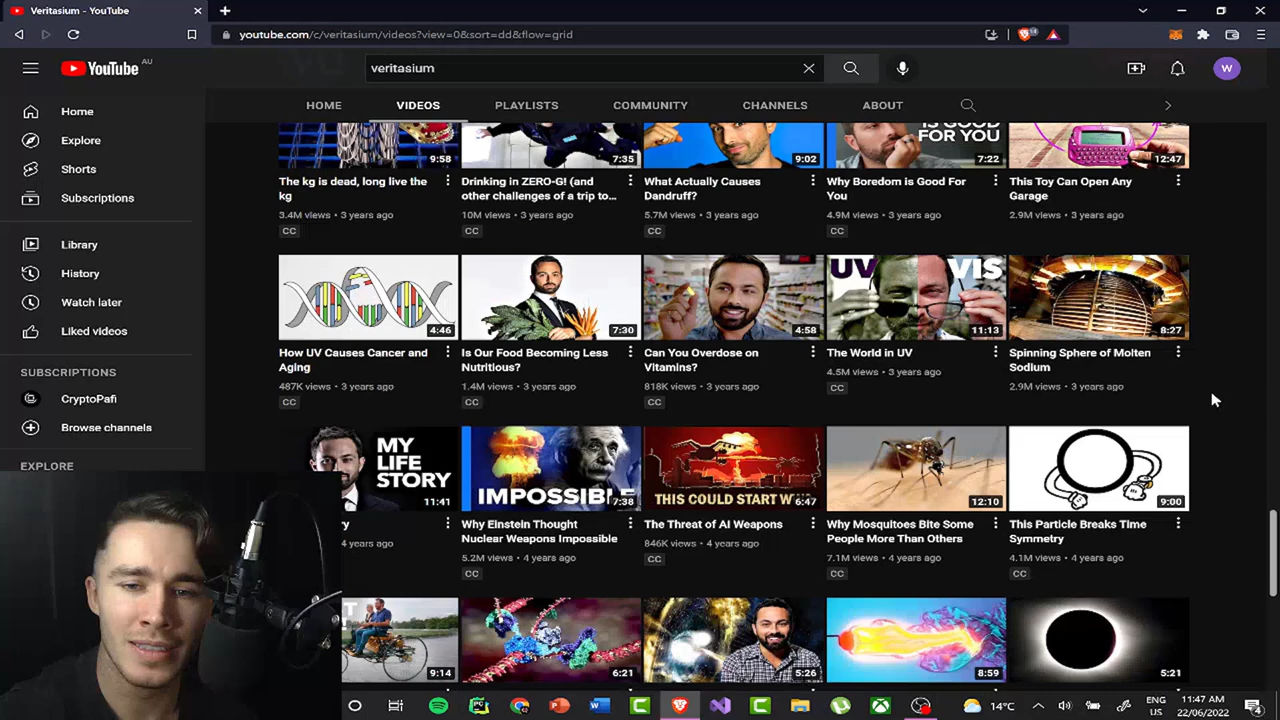 Veritasium - YouTube
youtube.com/c/veritasium/videos?view=0&sort=dd&flow=grid
14
YouTube AU
veritasium
W
HOME VIDEOS PLAYLISTS COMMUNITY CHANNELS ABOUT
Home
Explore
Shorts
Subscriptions
Library
History
Watch later
Liked videos
SUBSCRIPTIONS
CryptoPafi
Browse channels
EXPLORE
IS GOOD
FOR YOU
9:58 7:35 9:02 7:22 12:47
The kg is dead, long live the
kg
3.4M views • 3 years ago
CC
Drinking in ZERO-G! (and
other challenges of a trip to...
10M views • 3 years ago
CC
What Actually Causes
Dandruff?
5.7M views • 3 years ago
CC
Why Boredom is Good For
You
4.9M views • 3 years ago
CC
This Toy Can Open Any
Garage
2.9M views • 3 years ago
UV VIS
4:46 7:30 4:58 11:13 8:27
How UV Causes Cancer and
Aging
487K views • 3 years ago
CC
Is Our Food Becoming Less
Nutritious?
1.4M views • 3 years ago
CC
Can You Overdose on
Vitamins?
818K views • 3 years ago
CC
The World in UV
4.5M views • 3 years ago
CC
Spinning Sphere of Molten
Sodium
2.9M views • 3 years ago
MY
LIFE
STORY
11:41
4 years ago
IMPOSSIBLE
7:38
Why Einstein Thought
Nuclear Weapons Impossible
5.2M views • 4 years ago
CC
THIS COULD START
6:47
The Threat of AI Weapons
846K views • 4 years ago
CC
12:10
Why Mosquitoes Bite Some
People More Than Others
7.1M views • 4 years ago
CC
9:00
This Particle Breaks Time
Symmetry
4.1M views • 4 years ago
CC
9:14 6:21 5:26 8:59 5:21
14°C
ENG
US
11:47 AM
22/06/2022
4